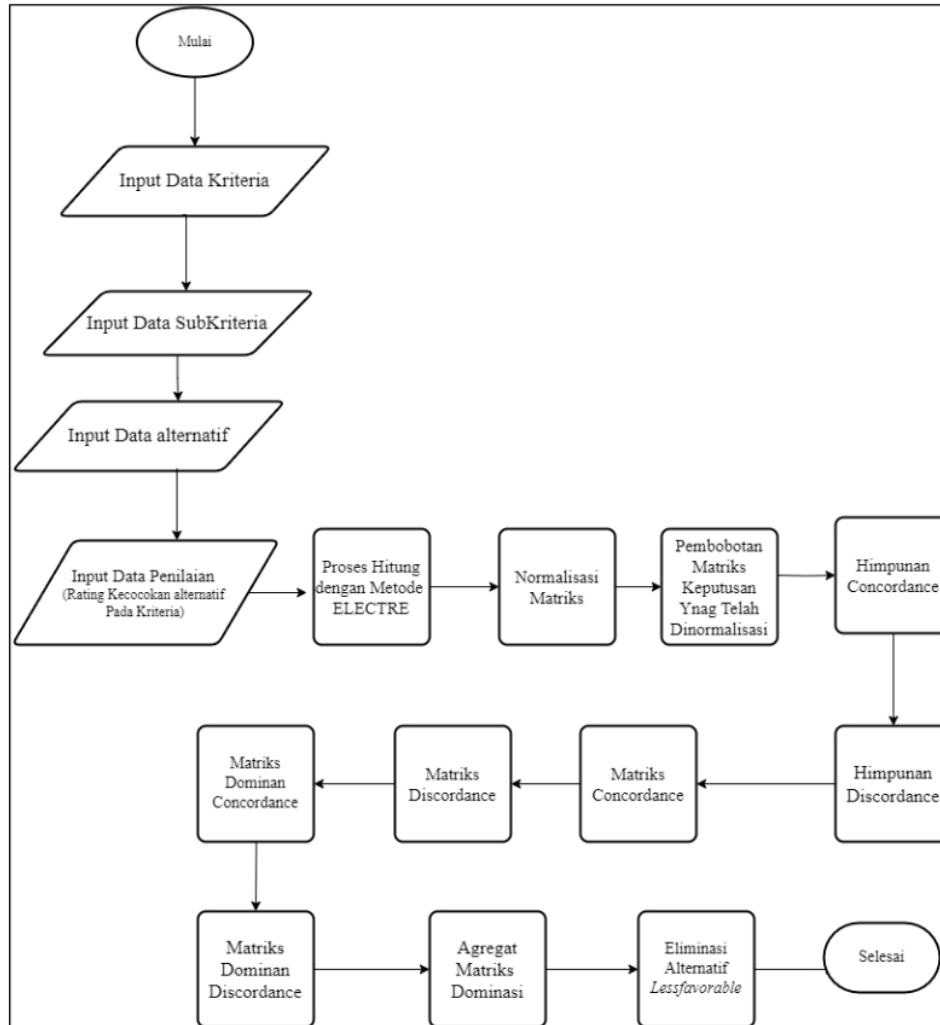 Mulai
Input Data Kriteria
Input Data SubKriteria
Input Data alternatif
Input Data Penilaian
(Rating Kecocokan alternatif
Pada Kriteria)
Proses Hitung
dengan Metode
ELECTRE
Normalisasi
Matriks
Pembobotan
Matriks
Keputusan
Ynag Telah
Dinormalisasi
Himpunan
Concordance
Himpunan
Discordance
Matriks
Concordance
Matriks
Discordance
Matriks
Dominan
Concordance
Matriks
Dominan
Discordance
Agregat
Matriks
Dominasi
Eliminasi
Alternatif
Lessfavorable
Selesai